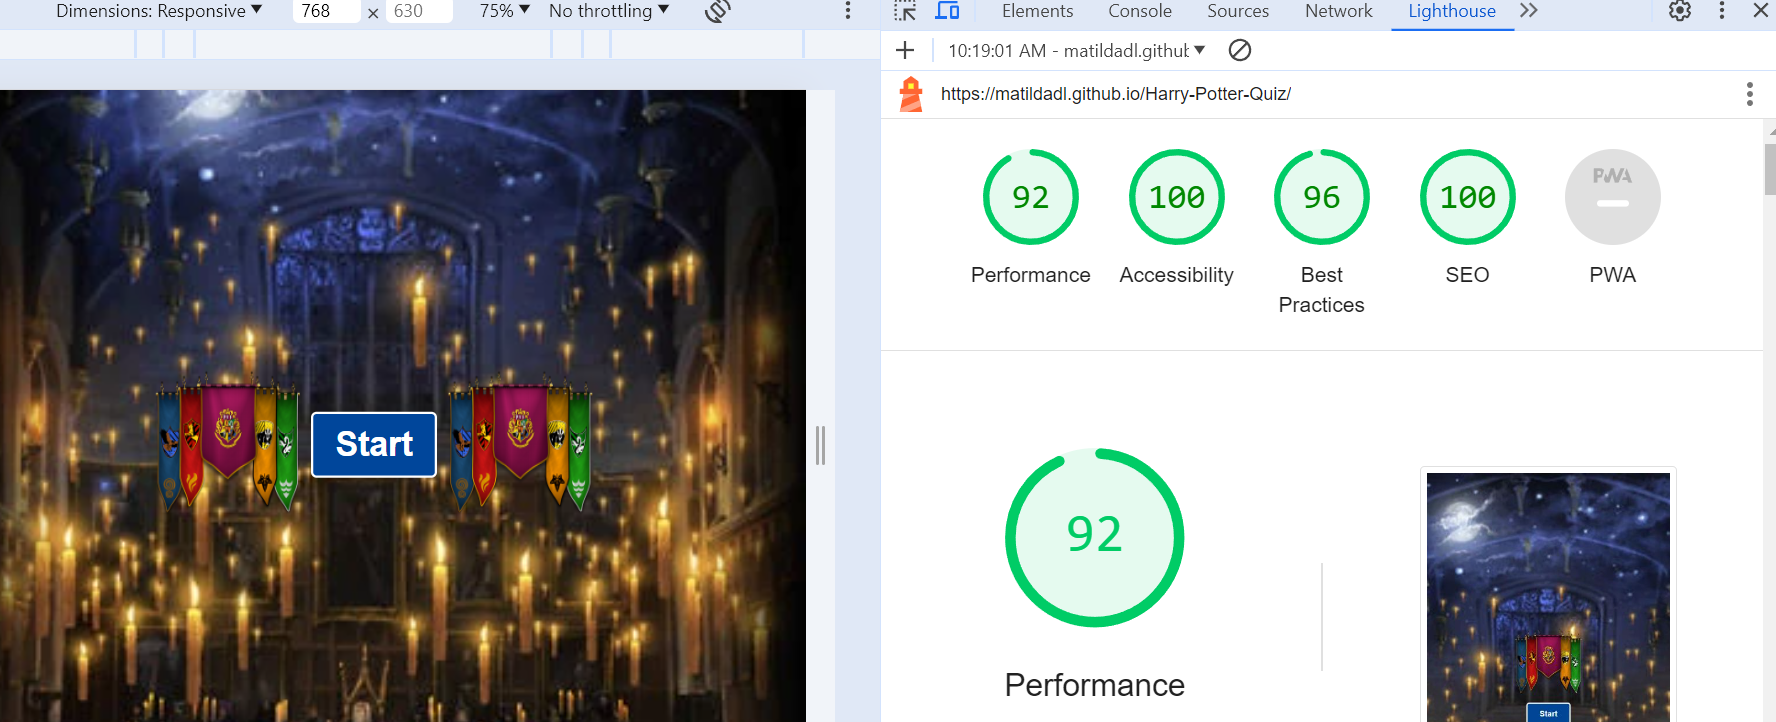 Dimensions: Responsive 768 × 630 75% No throttling
Elements Console Sources Network Lighthouse
10:19:01 AM - matildadl.githul
https://matildadl.github.io/Harry-Potter-Quiz/
92 100 96 100 PWA
Performance Accessibility Best Practices SEO PWA
Start
92
Performance
Start